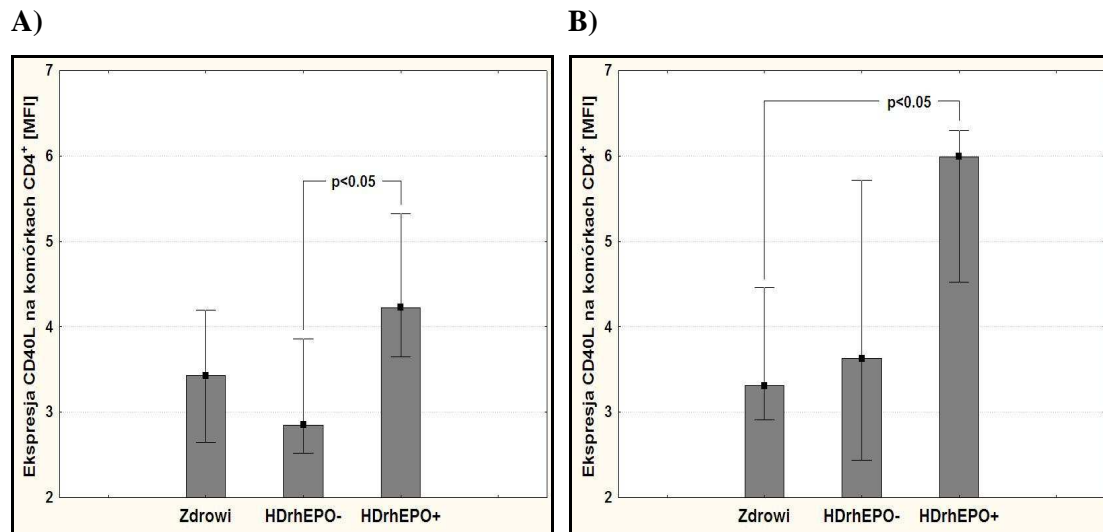 A)
B)
Ekspresja CD40L na komórkach CD4⁺ [MFI]
7
6
5
4
3
2
p<0.05
Zdrowi HDrhEPO- HDrhEPO+
Ekspresja CD40L na komórkach CD4⁺ [MFI]
7
6
5
4
3
2
p<0.05
Zdrowi HDrhEPO- HDrhEPO+